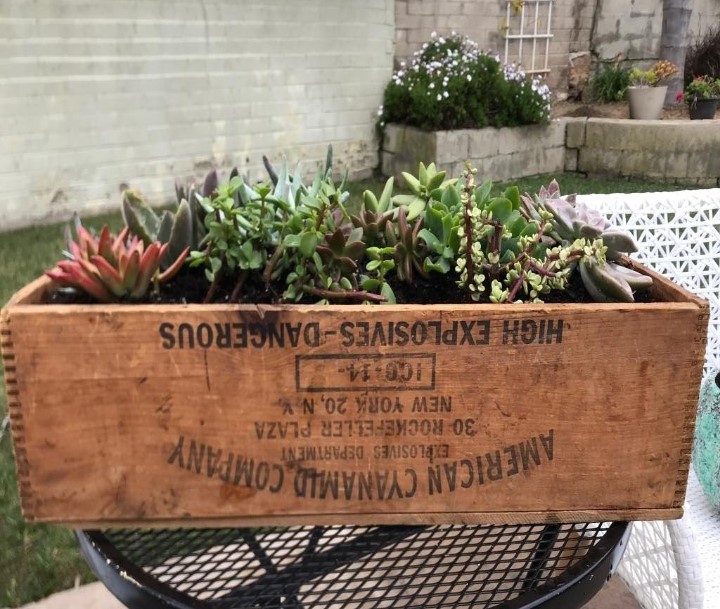 AMERICAN CYANAMID COMPANY
EXPLOSIVES DEPARTMENT
30 ROCKEFELLER PLAZA
NEW YORK 20, N.Y.
ICC-14-
HIGH EXPLOSIVES-DANGEROUS